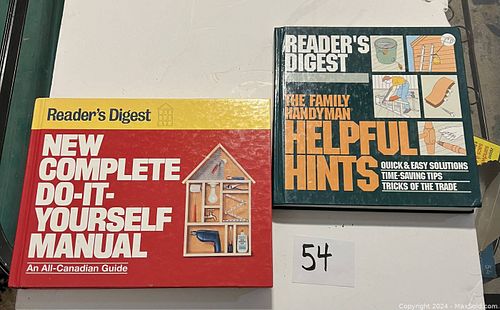 Reader's Digest
NEW
COMPLETE
DO-IT-
YOURSELF
MANUAL
An All-Canadian Guide
READER'S
DIGEST
THE FAMILY
HANDYMAN
HELPFUL
HINTS
QUICK & EASY SOLUTIONS
TIME-SAVING TIPS
TRICKS OF THE TRADE
54
Copyright 2024 - MaxSold.com